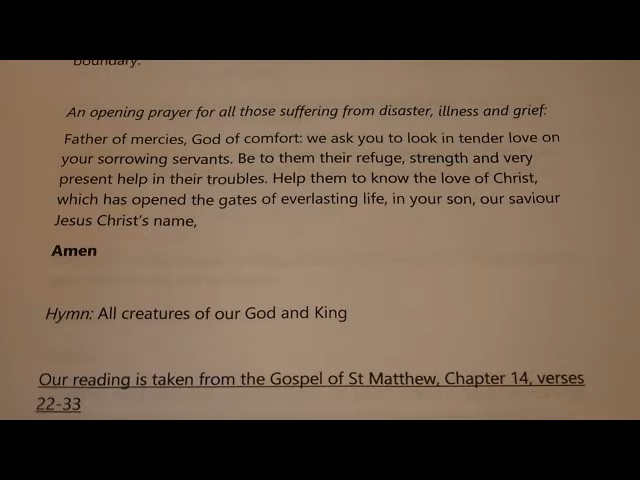 boundary.
An opening prayer for all those suffering from disaster, illness and grief:
Father of mercies, God of comfort: we ask you to look in tender love on
your sorrowing servants. Be to them their refuge, strength and very
present help in their troubles. Help them to know the love of Christ,
which has opened the gates of everlasting life, in your son, our saviour
Jesus Christ's name,
Amen
Hymn: All creatures of our God and King
Our reading is taken from the Gospel of St Matthew, Chapter 14, verses
22-33